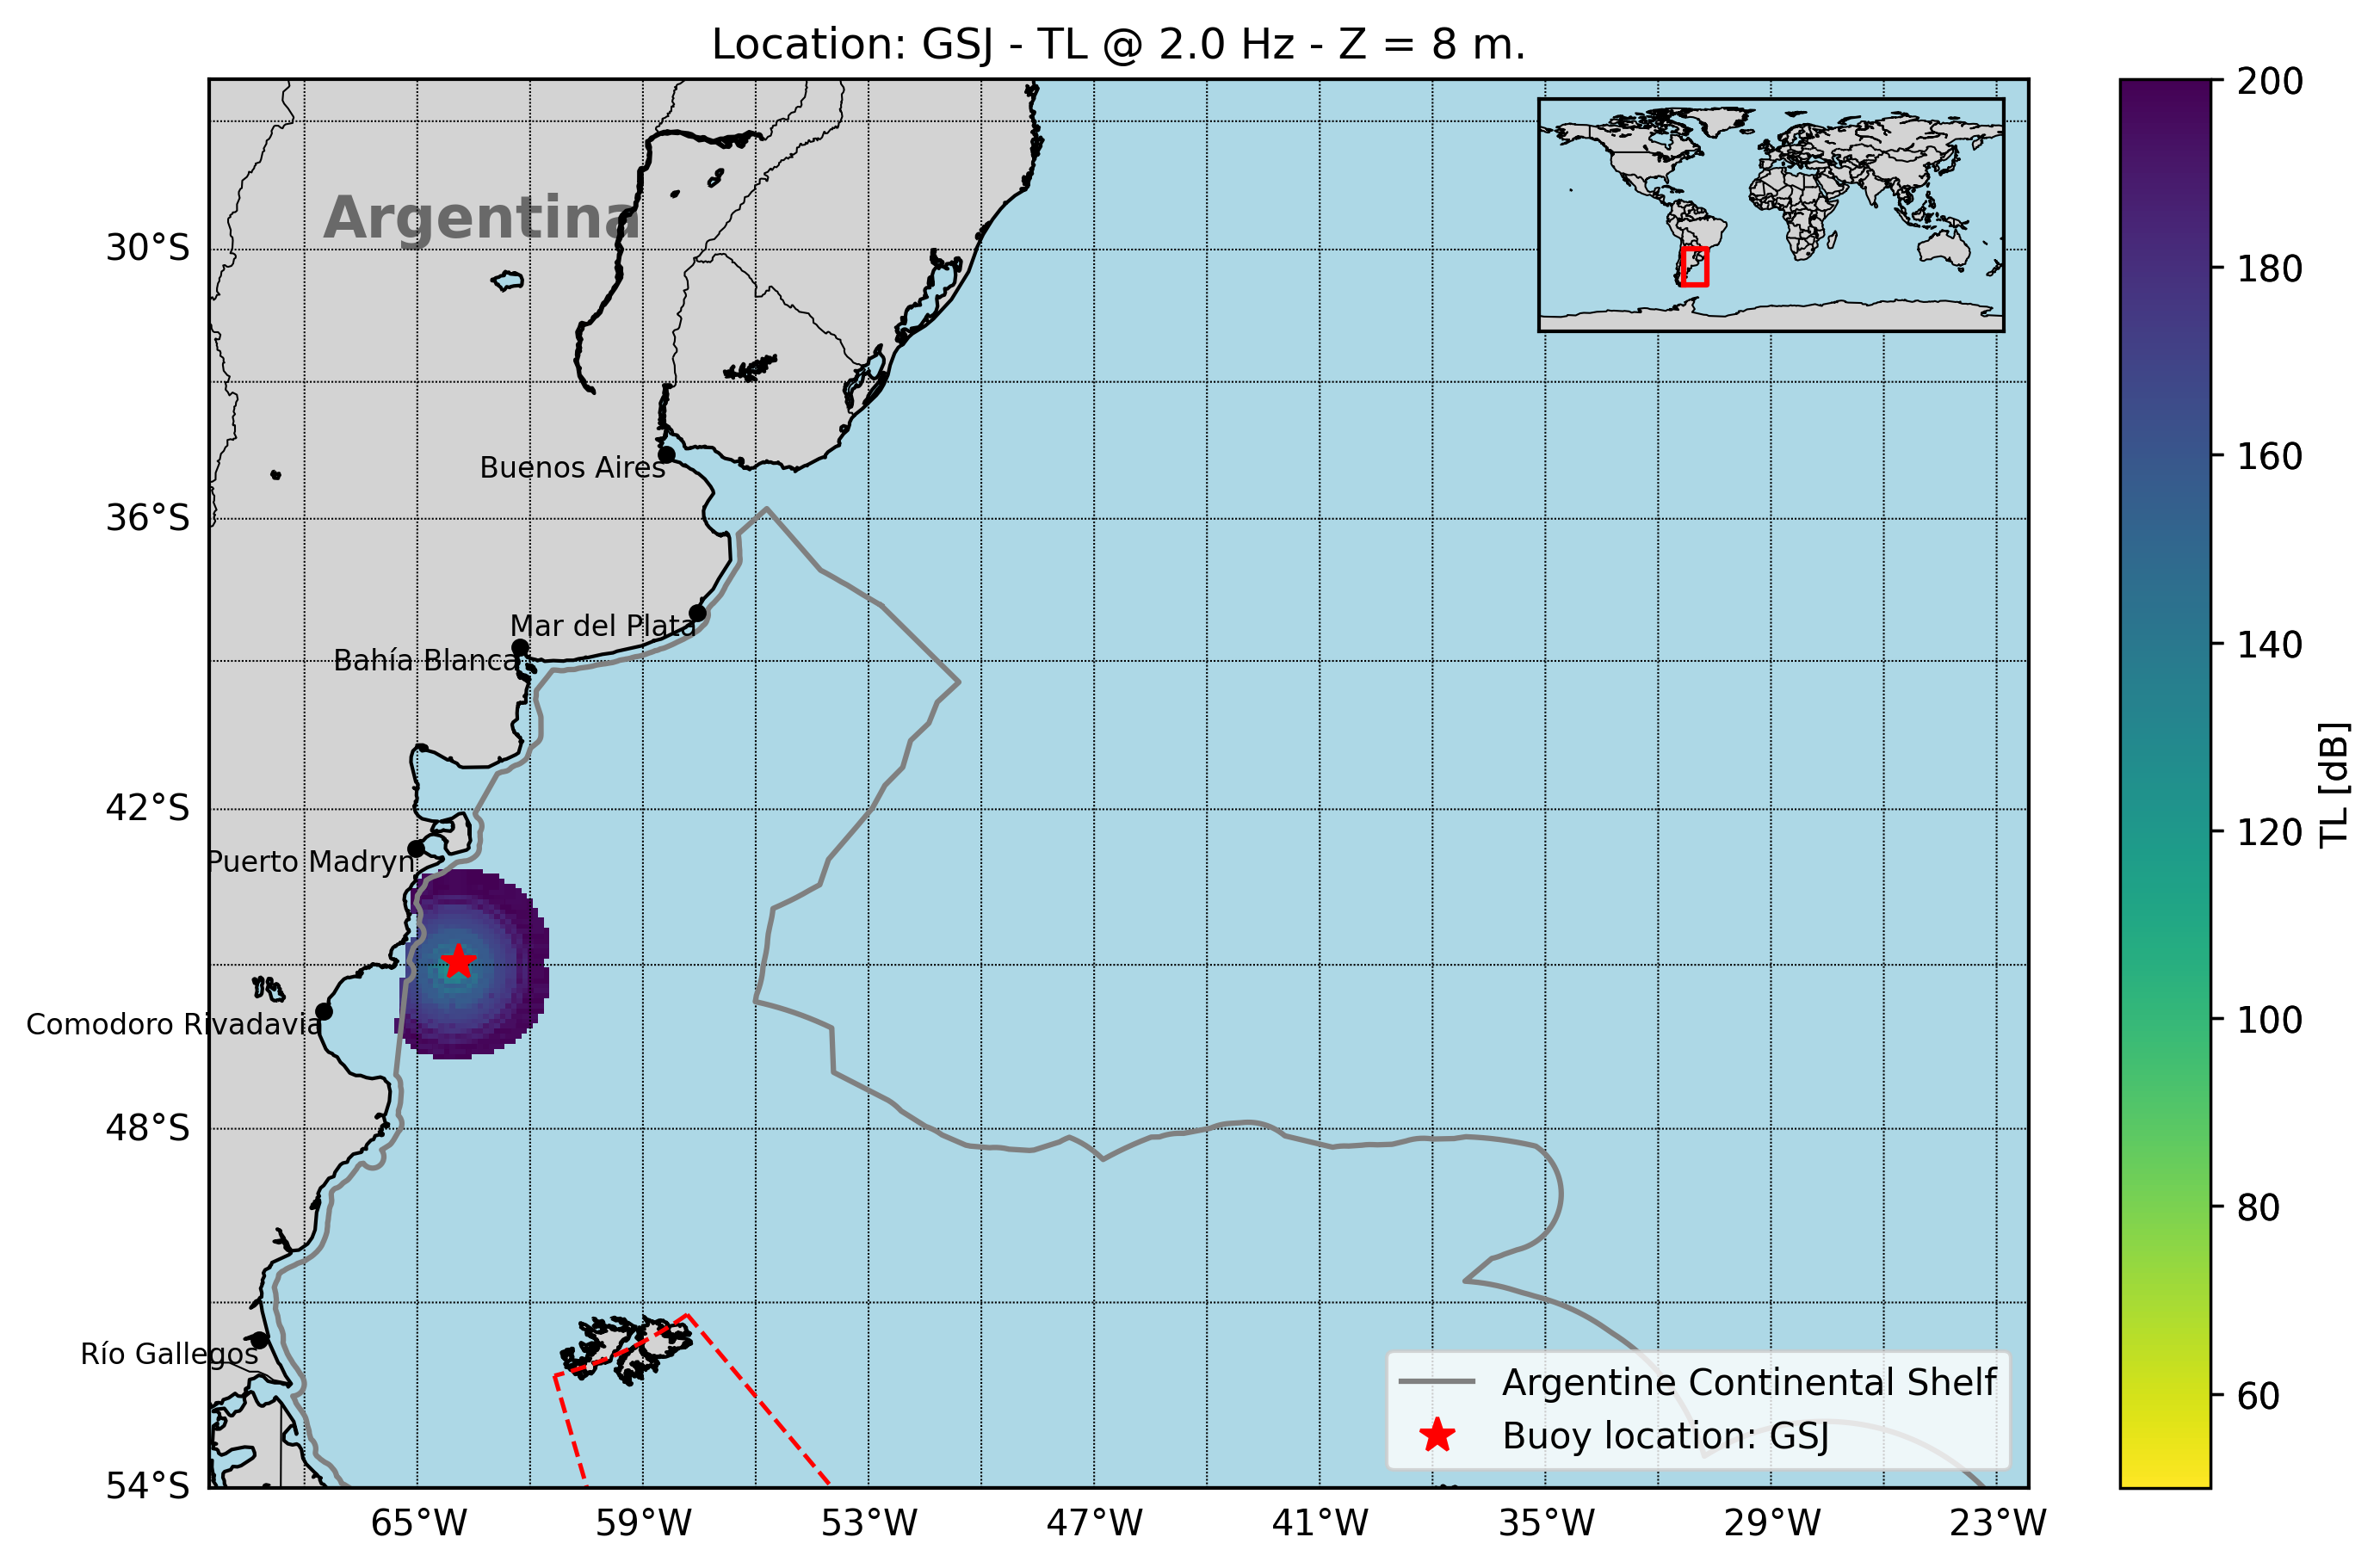 Location: GSJ - TL @ 2.0 Hz - Z = 8 m.
Argentina
30°S
36°S
42°S
48°S
54°S
Buenos Aires
Mar del Plata
Bahía Blanca
Puerto Madryn
Comodoro Rivadavia
Río Gallegos
65°W
59°W
53°W
47°W
41°W
35°W
29°W
23°W
Argentine Continental Shelf
Buoy location: GSJ
200
180
160
140
120
100
80
60
TL [dB]